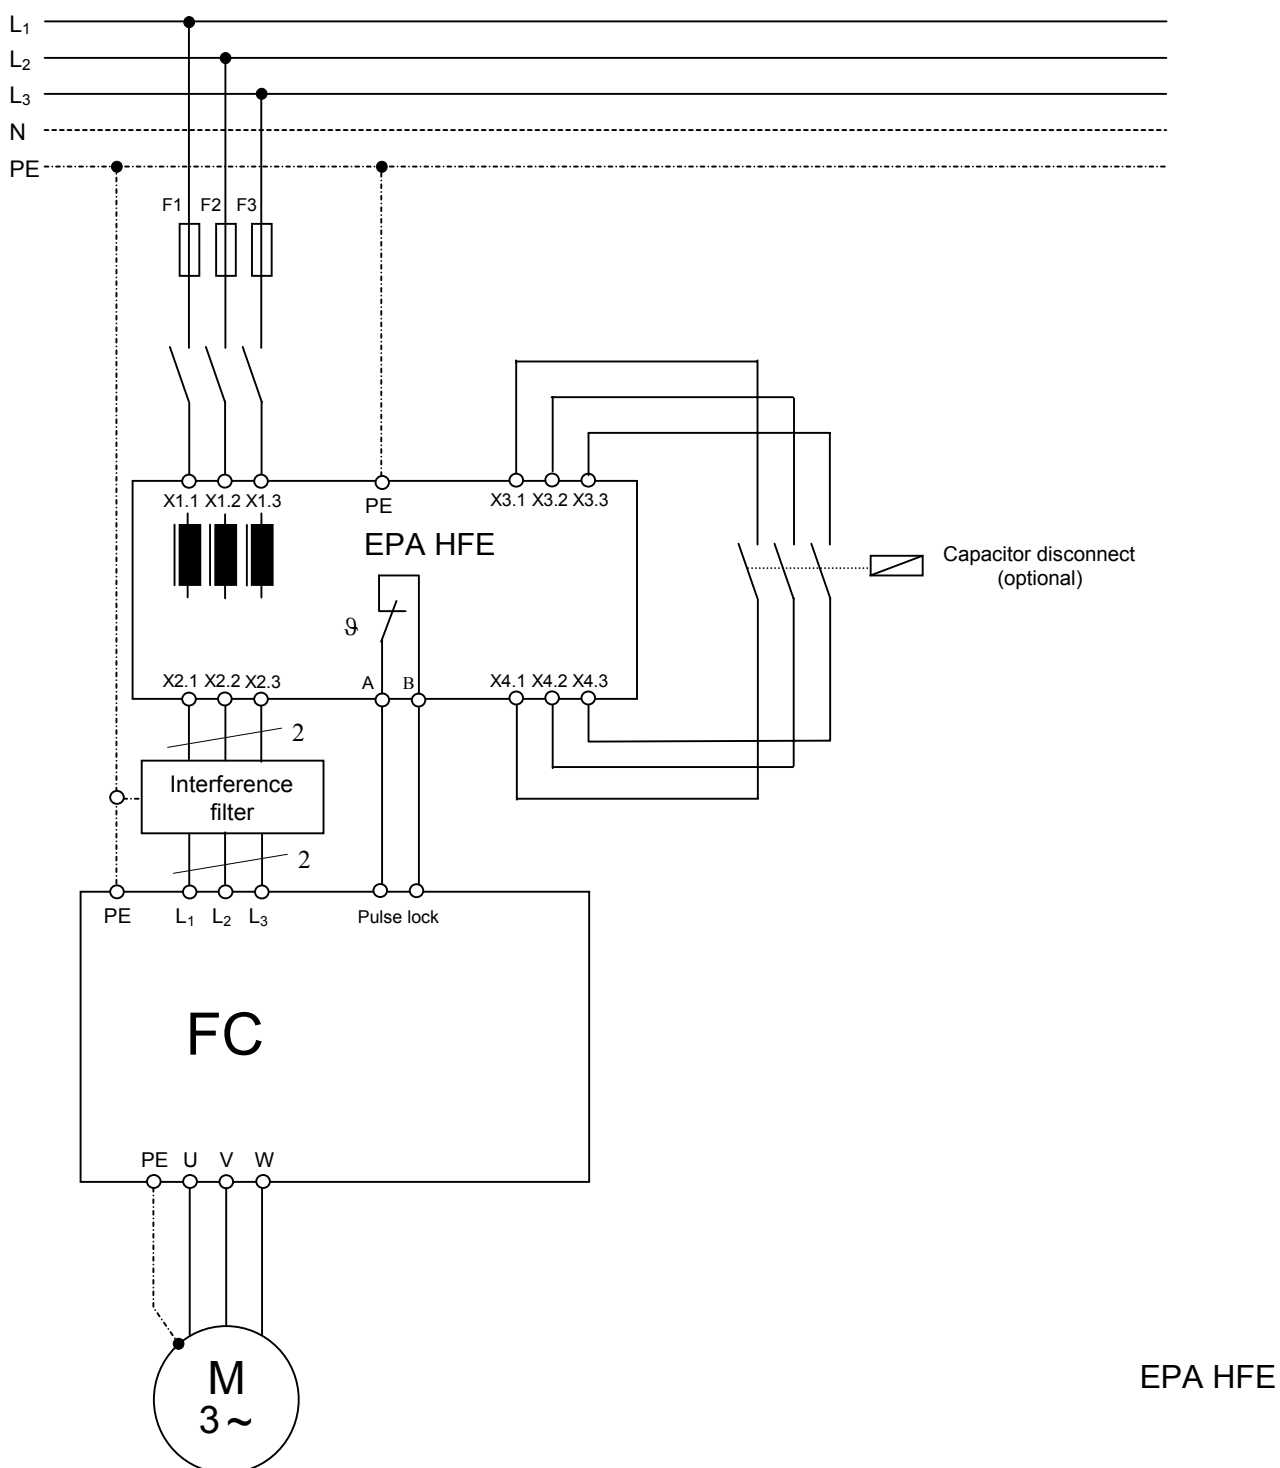 L₁
L₂
L₃
N
PE
F1 F2 F3
X1.1 X1.2 X1.3
PE
X3.1 X3.2 X3.3
EPA HFE
Capacitor disconnect
(optional)
ϑ
X2.1 X2.2 X2.3
A B
X4.1 X4.2 X4.3
2
Interference
filter
2
PE L₁ L₂ L₃
Pulse lock
FC
PE U V W
M
3~
EPA HFE